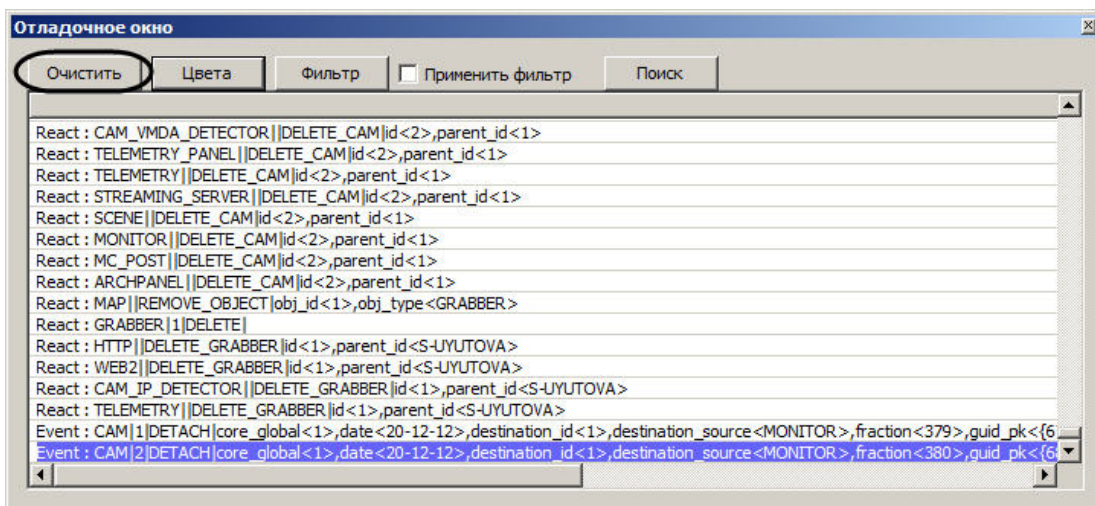 Отладочное окно
Очистить Цвета Фильтр Применить фильтр Поиск
React : CAM_VMDA_DETECTOR||DELETE_CAM|id<2>,parent_id<1>
React : TELEMETRY_PANEL||DELETE_CAM|id<2>,parent_id<1>
React : TELEMETRY||DELETE_CAM|id<2>,parent_id<1>
React : STREAMING_SERVER||DELETE_CAM|id<2>,parent_id<1>
React : SCENE||DELETE_CAM|id<2>,parent_id<1>
React : MONITOR||DELETE_CAM|id<2>,parent_id<1>
React : MC_POST||DELETE_CAM|id<2>,parent_id<1>
React : ARCHPANEL||DELETE_CAM|id<2>,parent_id<1>
React : MAP||REMOVE_OBJECT|obj_id<1>,obj_type<GRABBER>
React : GRABBER|1|DELETE|
React : HTTP||DELETE_GRABBER|id<1>,parent_id<S-UYUTOVA>
React : WEB2||DELETE_GRABBER|id<1>,parent_id<S-UYUTOVA>
React : CAM_IP_DETECTOR||DELETE_GRABBER|id<1>,parent_id<S-UYUTOVA>
React : TELEMETRY||DELETE_GRABBER|id<1>,parent_id<S-UYUTOVA>
Event : CAM|1|DETACH|core_global<1>,date<20-12-12>,destination_id<1>,destination_source<MONITOR>,fraction<379>,guid_pk<{6
Event : CAM|2|DETACH|core_global<1>,date<20-12-12>,destination_id<1>,destination_source<MONITOR>,fraction<380>,guid_pk<{6